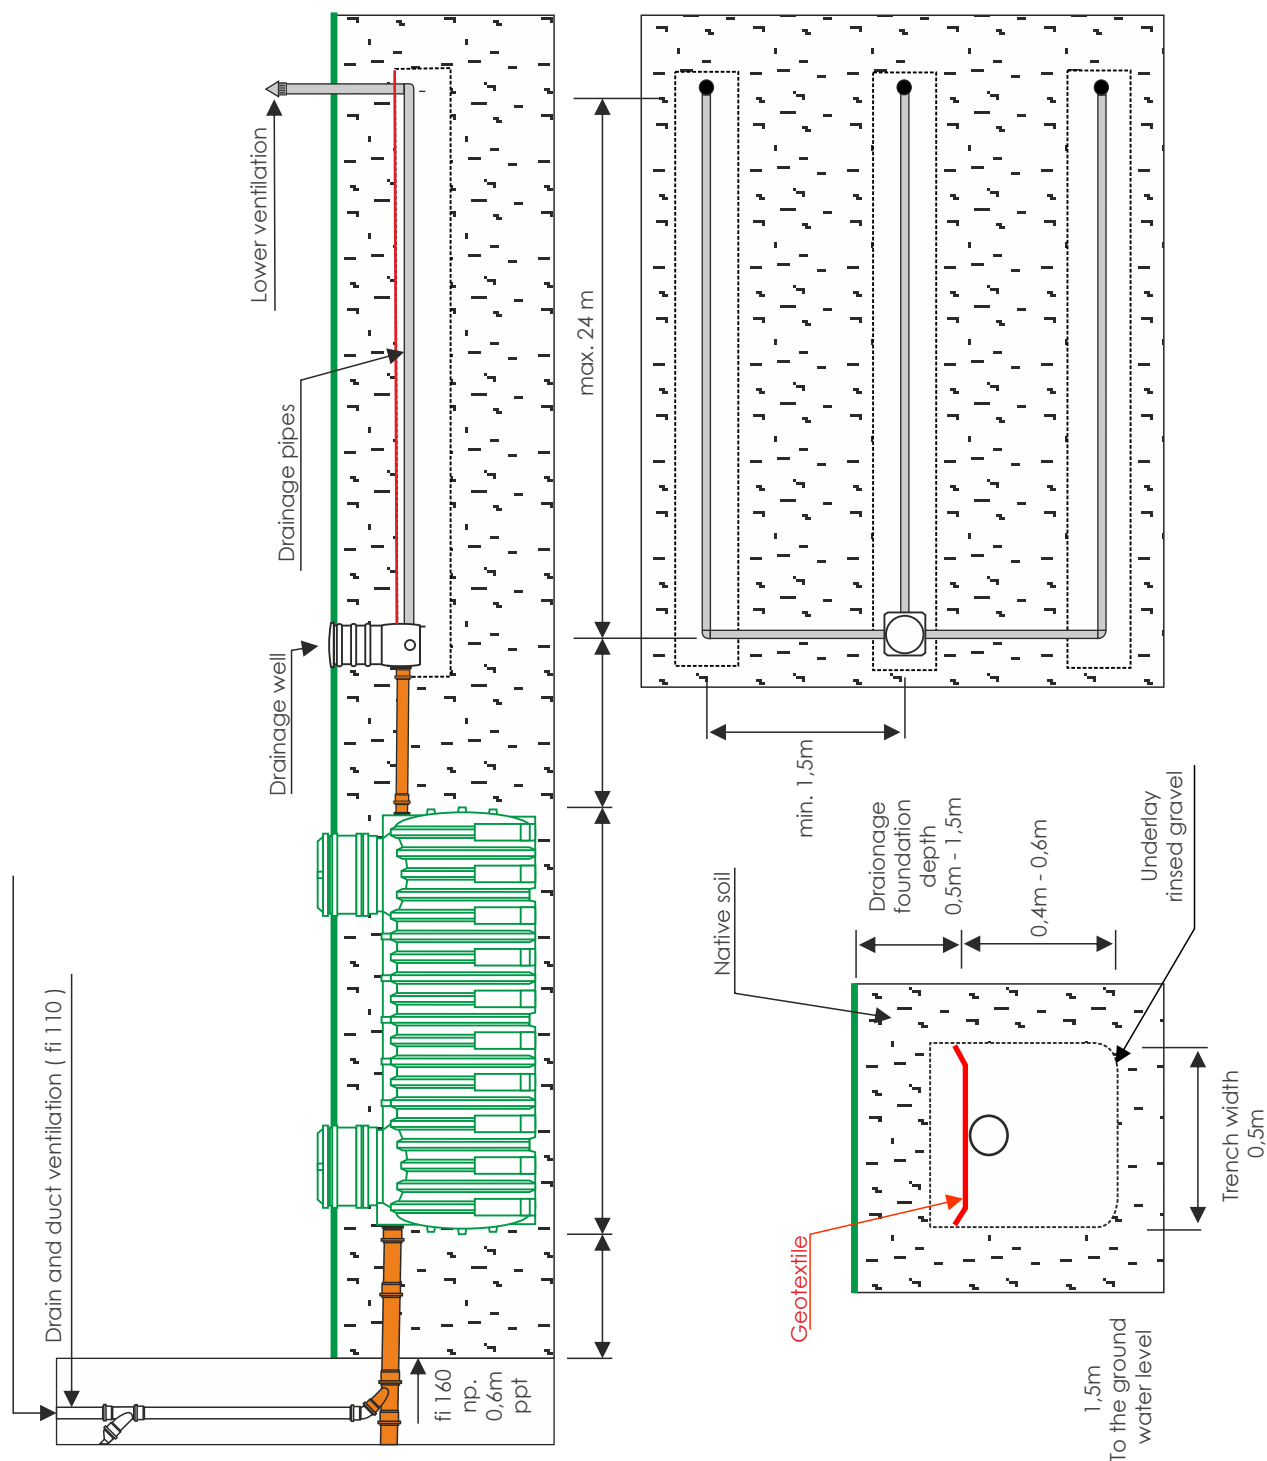 Drain and duct ventilation ( fi 110 )
fi 160
np.
0,6m
ppt
Drainage well
Drainage pipes
Lower ventilation
max. 24 m
min. 1,5m
Native soil
Draionage
foundation
depth
0,5m - 1,5m
0,4m - 0,6m
Underlay
rinsed gravel
Geotextile
Trench width
0,5m
1,5m
To the ground
water level